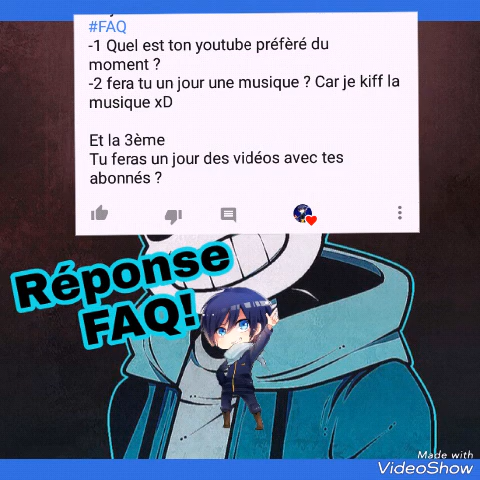 #FAQ
-1 Quel est ton youtube préfèré du
moment ?
-2 fera tu un jour une musique ? Car je kiff la
musique xD
Et la 3ème
Tu feras un jour des vidéos avec tes
abonnés ?
Réponse
FAQ!
Made with
VideoShow